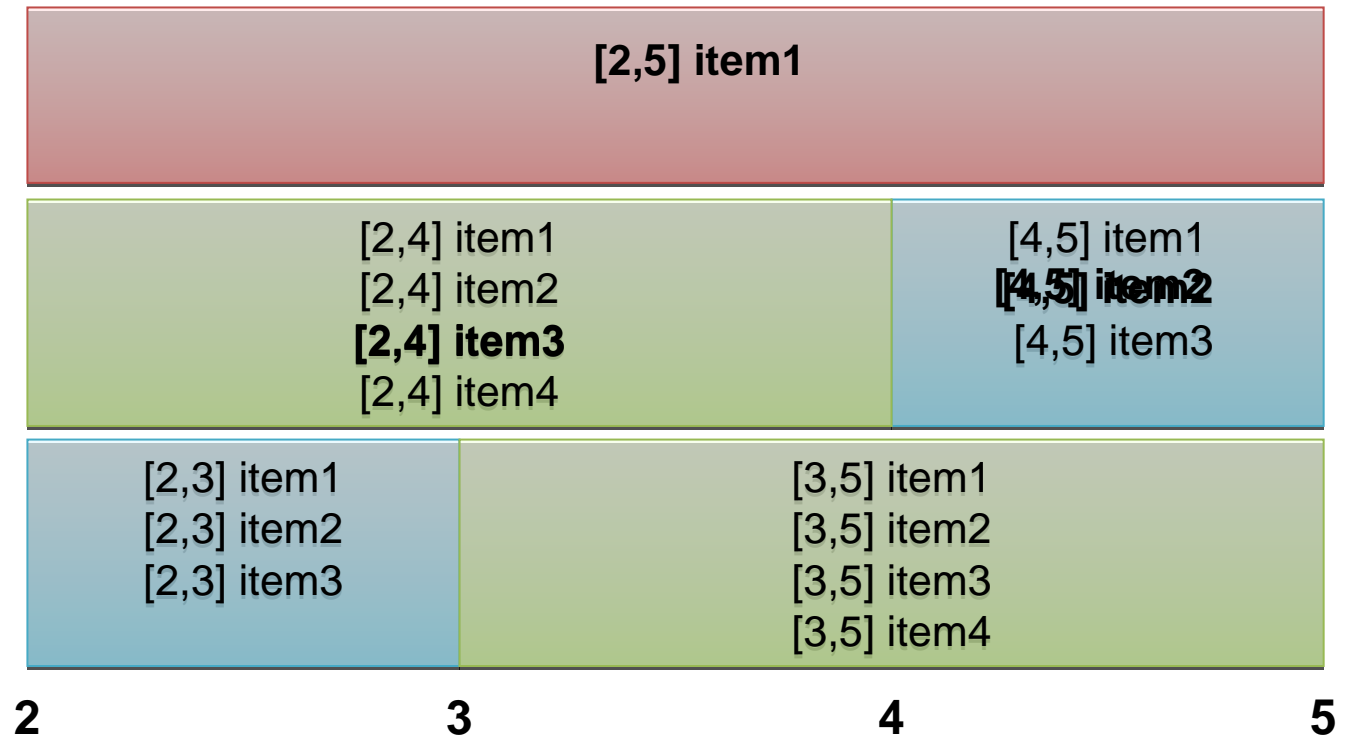 [2,5] item1
[2,4] item1
[2,4] item2
[2,4] item3
[2,4] item4
[4,5] item1
[4,5] item2
[4,5] item3
[2,3] item1
[2,3] item2
[2,3] item3
[3,5] item1
[3,5] item2
[3,5] item3
[3,5] item4
2 3 4 5